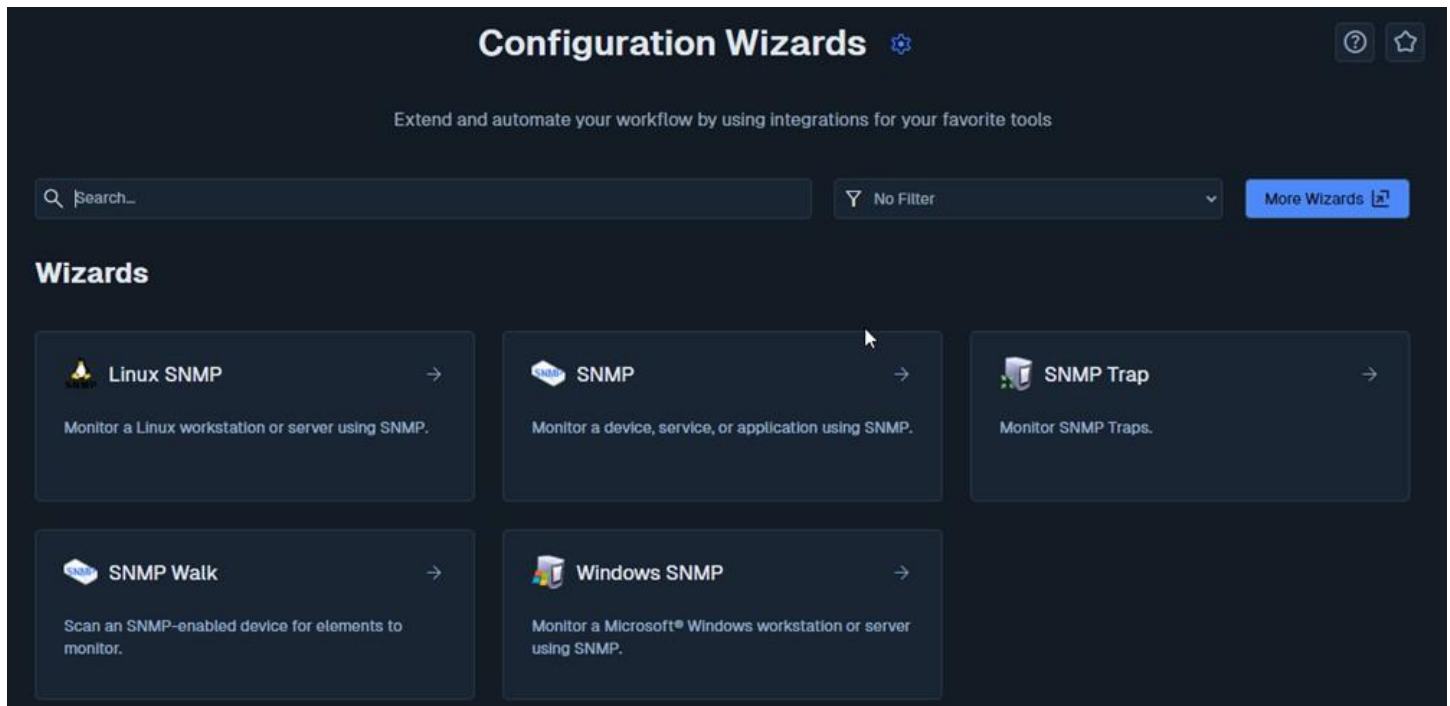 Configuration Wizards
Extend and automate your workflow by using integrations for your favorite tools
Search...
No Filter
More Wizards
Wizards
Linux SNMP
Monitor a Linux workstation or server using SNMP.
SNMP
SNMP
Monitor a device, service, or application using SNMP.
SNMP Trap
Monitor SNMP Traps.
SNMP
SNMP Walk
Scan an SNMP-enabled device for elements to
monitor.
Windows SNMP
Monitor a Microsoft® Windows workstation or server
using SNMP.